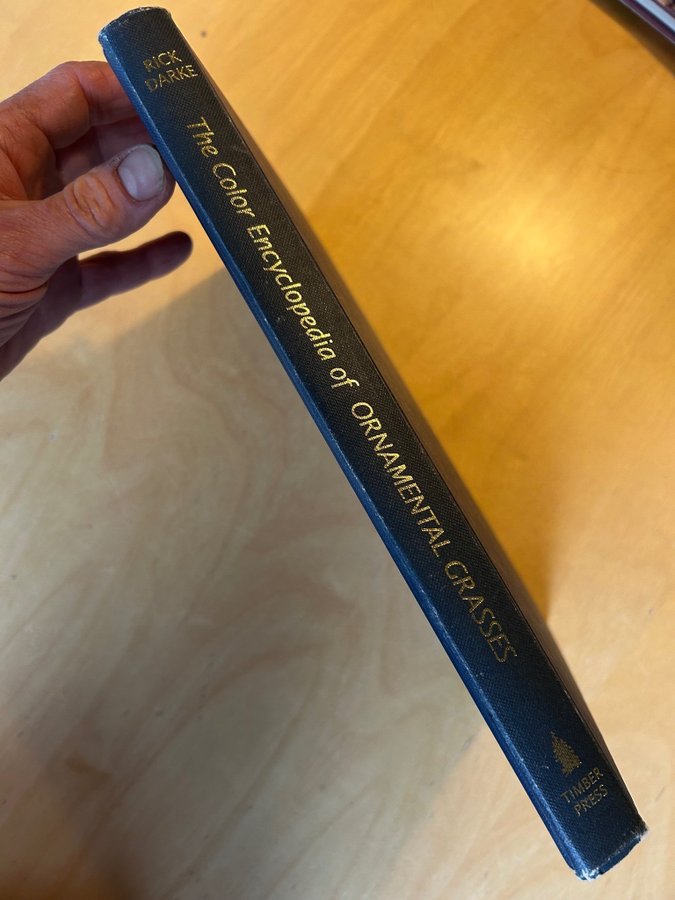 RICK
DARKE
The Color Encyclopedia of ORNAMENTAL GRASSES
TIMBER
PRESS